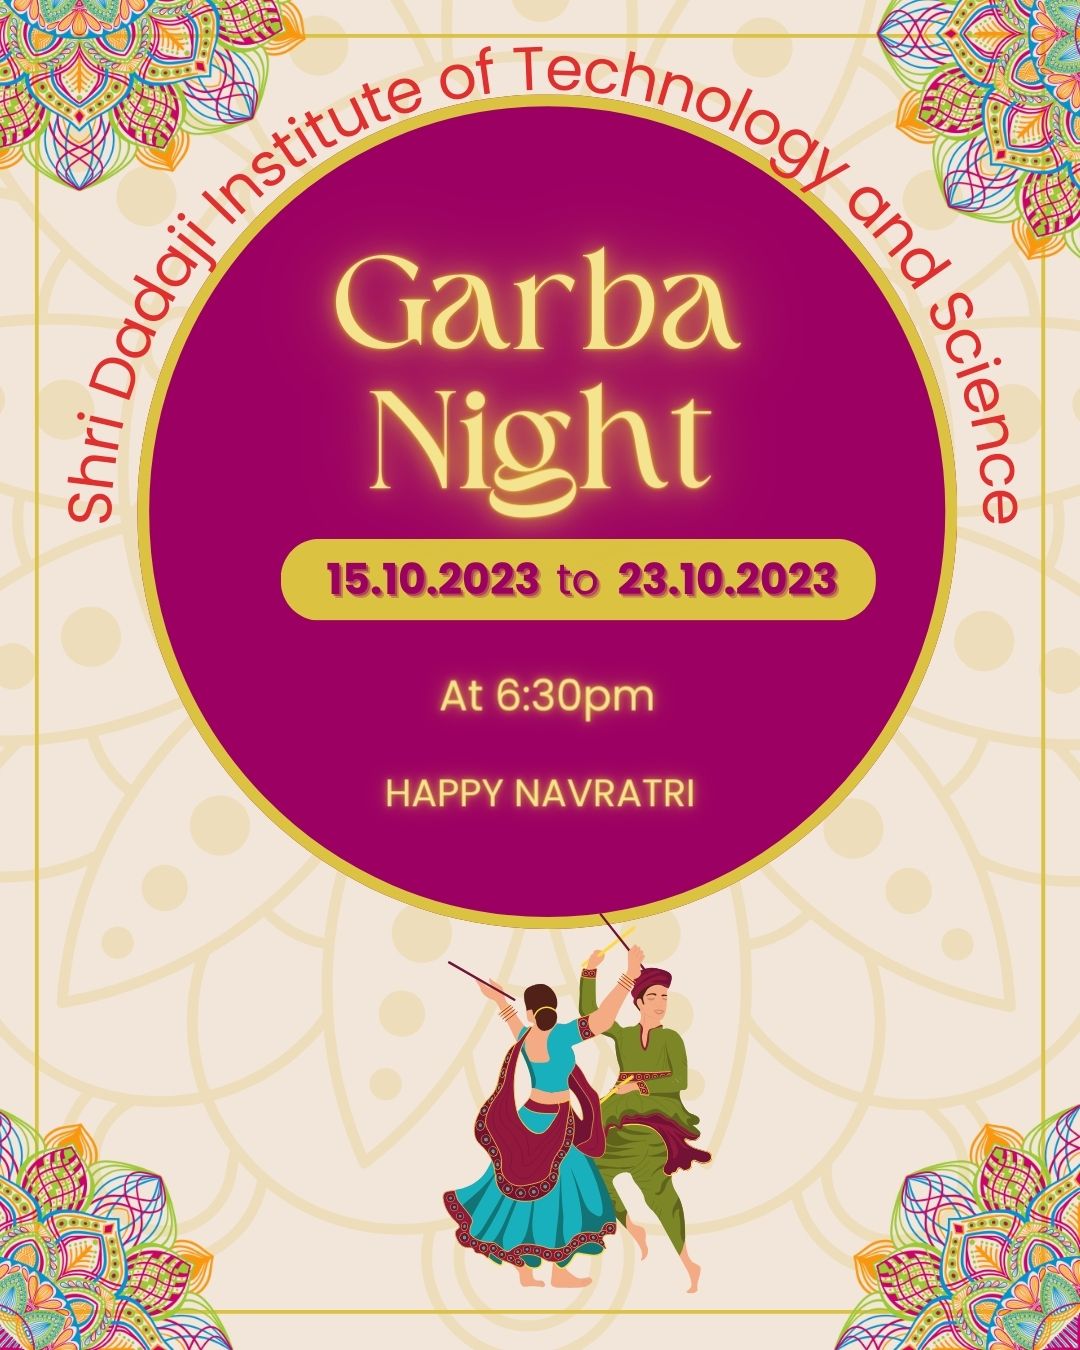 Shri Dadaji Institute of Technology and Science
Garba
Night
15.10.2023 to 23.10.2023
At 6:30pm
HAPPY NAVRATRI